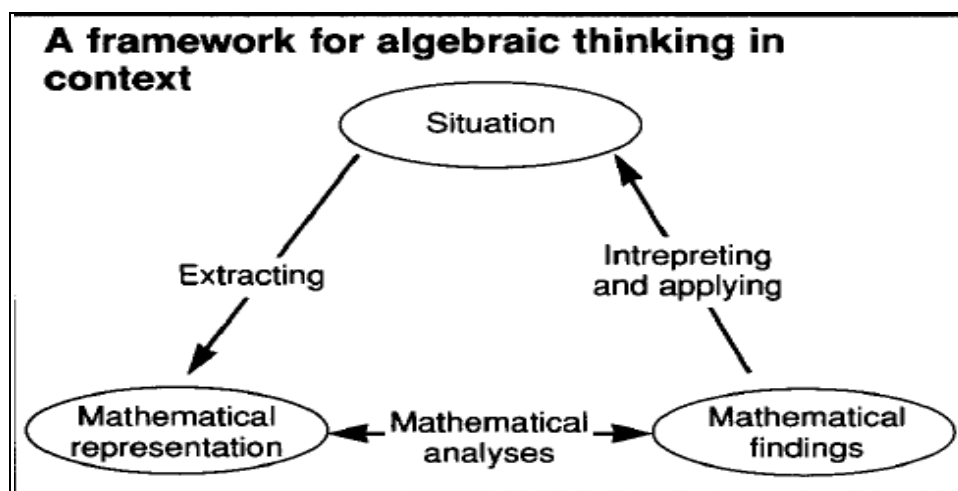 A framework for algebraic thinking in
context
Situation
Extracting
Intrepreting
and applying
Mathematical
representation
Mathematical
analyses
Mathematical
findings